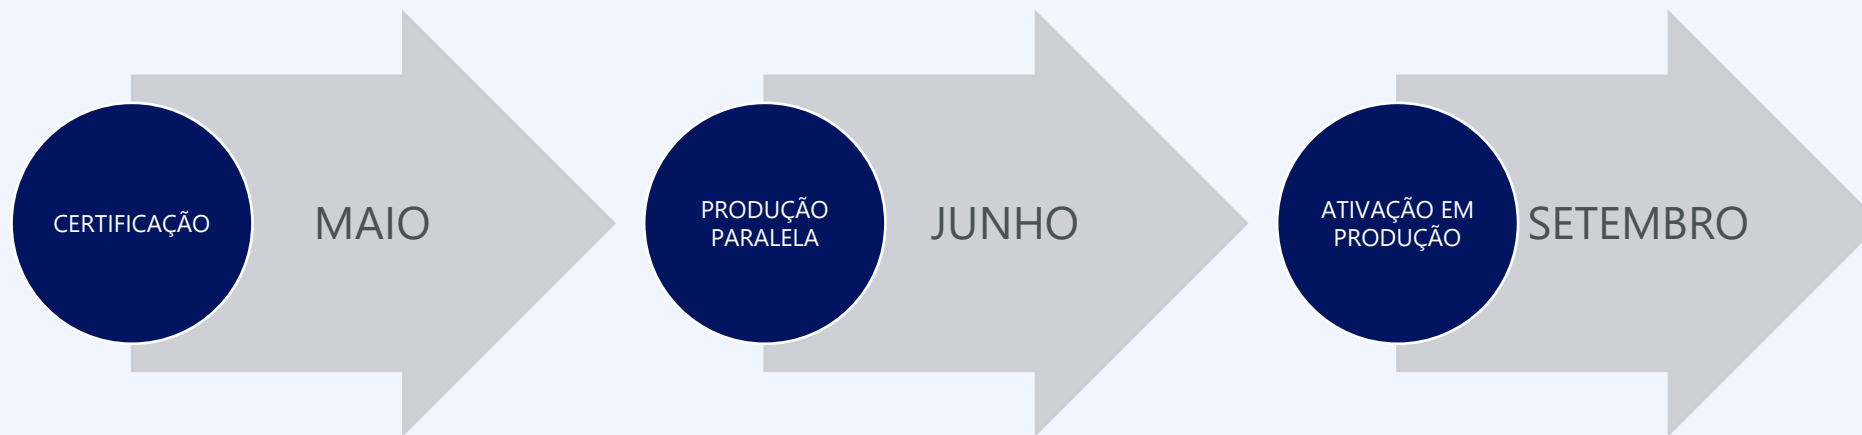 CERTIFICAÇÃO
MAIO
PRODUÇÃO
PARALELA
JUNHO
ATIVAÇÃO EM
PRODUÇÃO
SETEMBRO